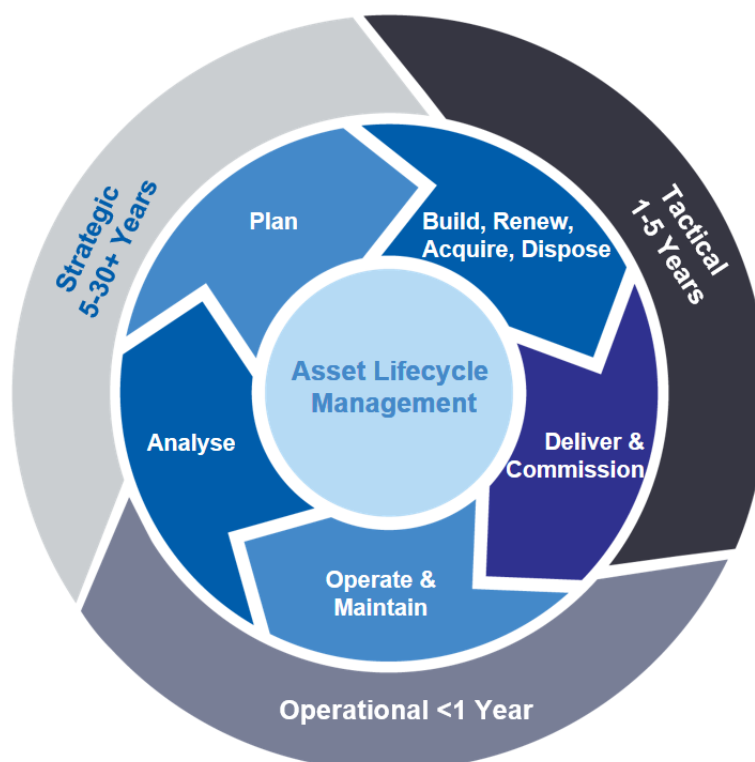 Strategic
5-30+ Years
Tactical
1-5 Years
Plan
Build, Renew,
Acquire, Dispose
Asset Lifecycle
Management
Analyse
Deliver &
Commission
Operate &
Maintain
Operational <1 Year